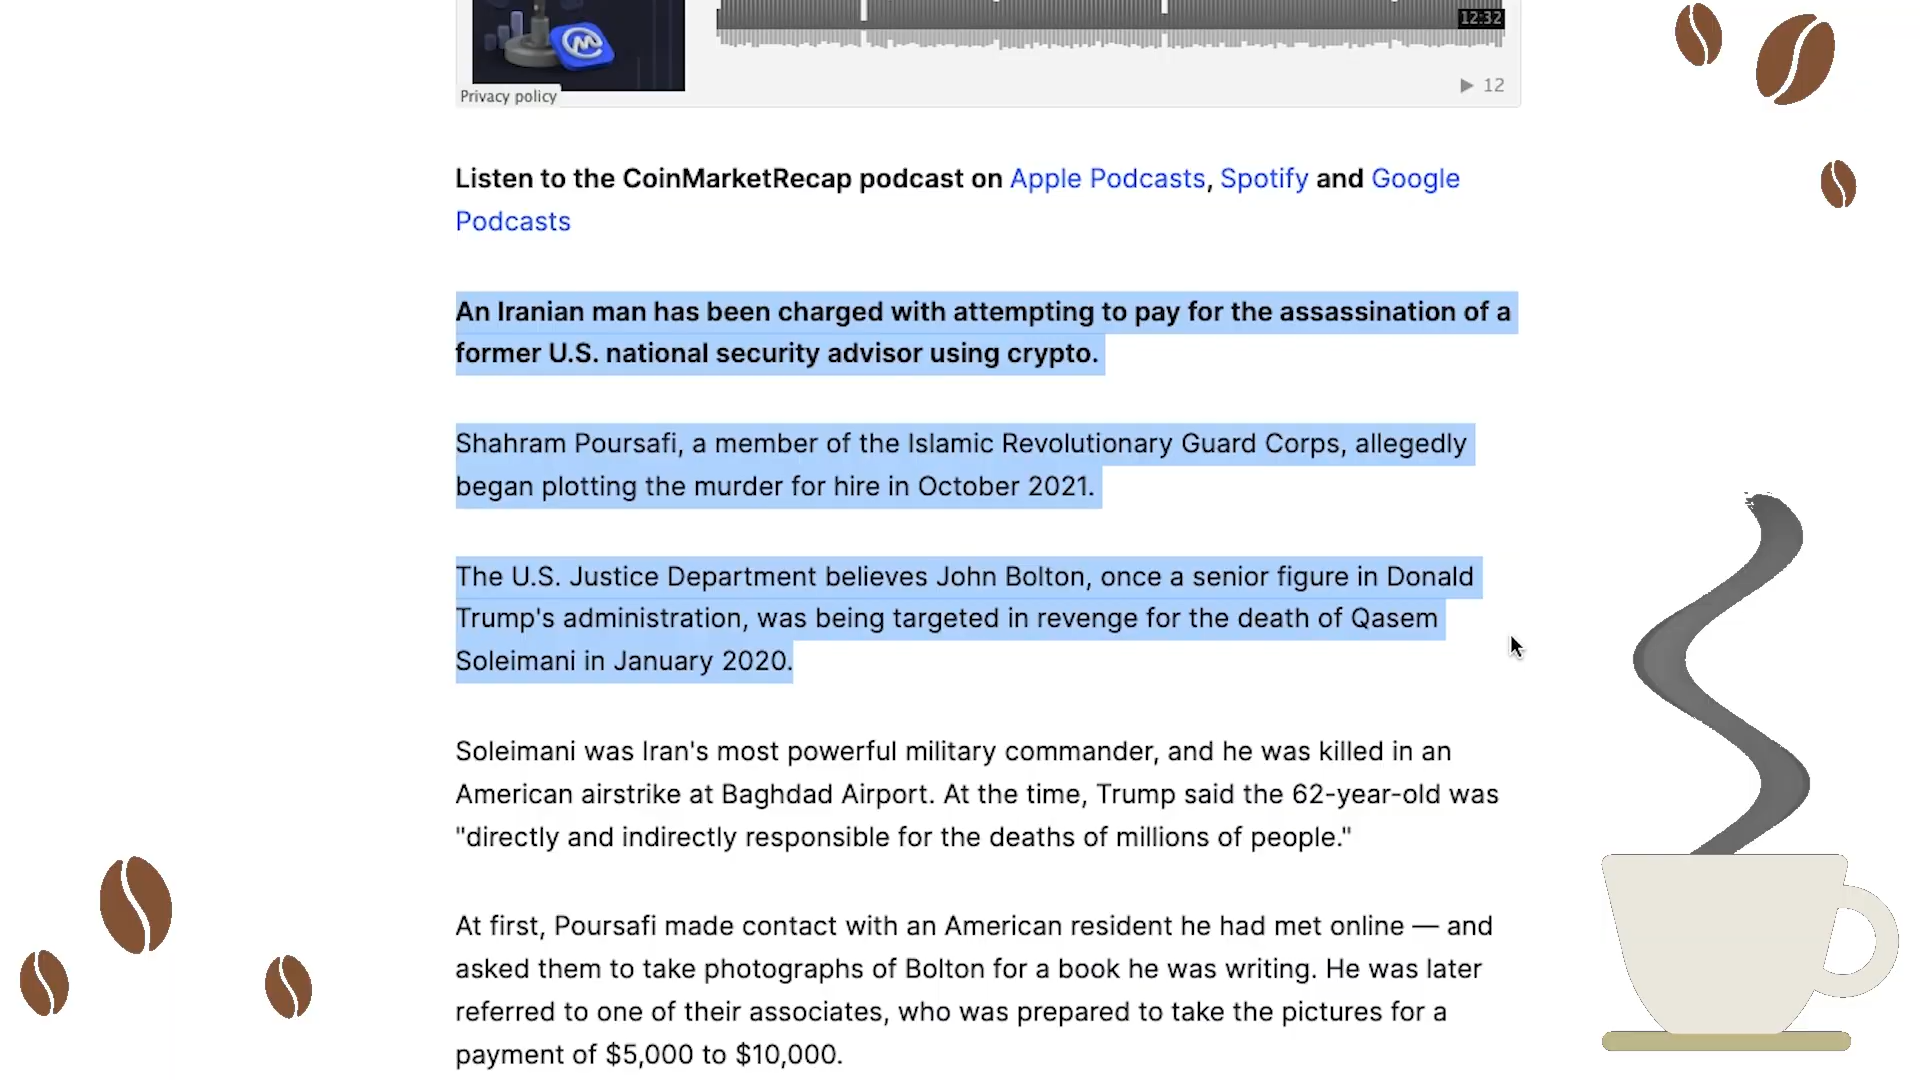 12:32
12
Privacy policy
Listen to the CoinMarketRecap podcast on Apple Podcasts, Spotify and Google
Podcasts
An Iranian man has been charged with attempting to pay for the assassination of a
former U.S. national security advisor using crypto.
Shahram Poursafi, a member of the Islamic Revolutionary Guard Corps, allegedly
began plotting the murder for hire in October 2021.
The U.S. Justice Department believes John Bolton, once a senior figure in Donald
Trump's administration, was being targeted in revenge for the death of Qasem
Soleimani in January 2020.
Soleimani was Iran's most powerful military commander, and he was killed in an
American airstrike at Baghdad Airport. At the time, Trump said the 62-year-old was
"directly and indirectly responsible for the deaths of millions of people."
At first, Poursafi made contact with an American resident he had met online — and
asked them to take photographs of Bolton for a book he was writing. He was later
referred to one of their associates, who was prepared to take the pictures for a
payment of $5,000 to $10,000.